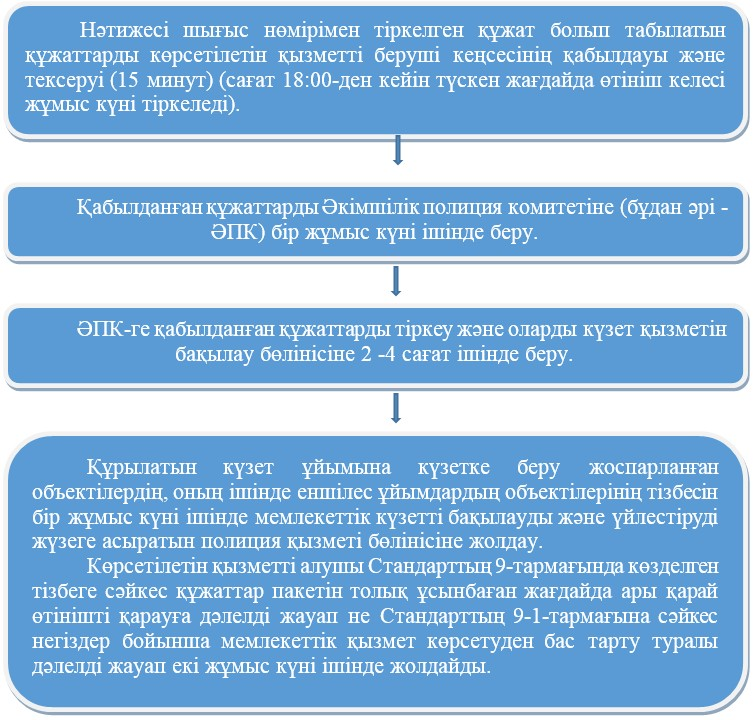 Нәтижесі шығыс нөмірімен тіркелген құжат болып табылатын
құжаттарды көрсетілетін қызметті беруші кеңсесінің қабылдауы және
тексеруі (15 минут) (сағат 18:00-ден кейін түскен жағдайда өтініш келесі
жұмыс күні тіркеледі).
Қабылданған құжаттарды Әкімшілік полиция комитетіне (бұдан әрі -
ӘПК) бір жұмыс күні ішінде беру.
ӘПК-ге қабылданған құжаттарды тіркеу және оларды күзет қызметін
бақылау бөлінісіне 2 -4 сағат ішінде беру.
Құрылатын күзет ұйымына күзетке беру жоспарланған
объектілердің, оның ішінде еншілес ұйымдардың объектілерінің тізбесін
бір жұмыс күні ішінде мемлекеттік күзетті бақылауды және үйлестіруді
жүзеге асыратын полиция қызметі бөлінісіне жолдау.
Көрсетілетін қызметті алушы Стандарттың 9-тармағында көзделген
тізбеге сәйкес құжаттар пакетін толық ұсынбаған жағдайда ары қарай
өтінішті қарауға дәлелді жауап не Стандарттың 9-1-тармағына сәйкес
негіздер бойынша мемлекеттік қызмет көрсетуден бас тарту туралы
дәлелді жауап екі жұмыс күні ішінде жолдайды.